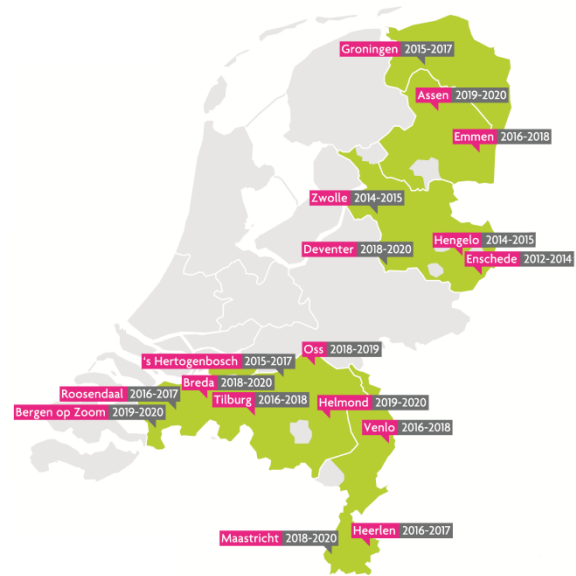 Groningen 2015-2017
Assen 2019-2020
Emmen 2016-2018
Zwolle 2014-2015
Hengelo 2014-2015
Deventer 2018-2020
Enschede 2012-2014
Oss 2018-2019
's Hertogenbosch 2015-2017
Breda 2018-2020
Roosendaal 2016-2017
Tilburg 2016-2018
Helmond 2019-2020
Bergen op Zoom 2019-2020
Venlo 2016-2018
Heerlen 2016-2017
Maastricht 2018-2020